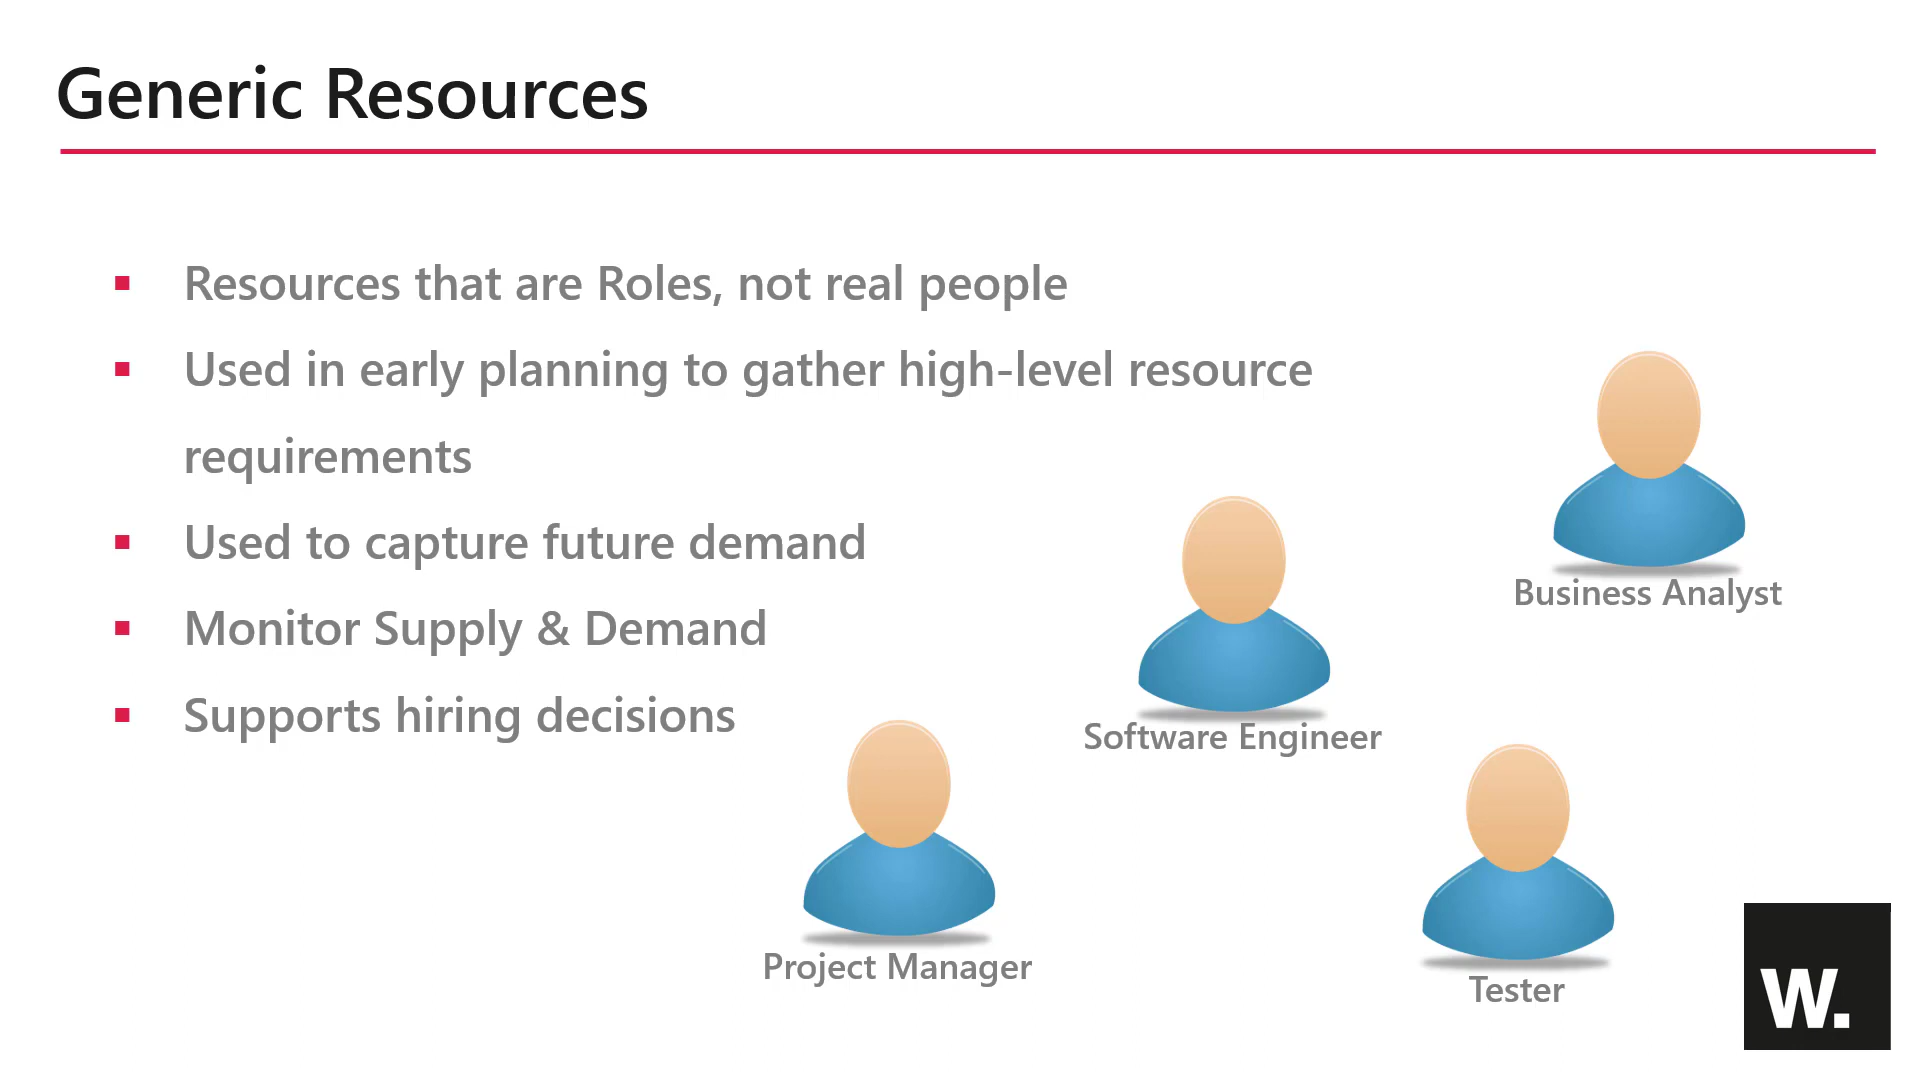 Generic Resources
Resources that are Roles, not real people
Used in early planning to gather high-level resource
requirements
Used to capture future demand
Monitor Supply & Demand
Supports hiring decisions
Business Analyst
Software Engineer
Project Manager
Tester
W.